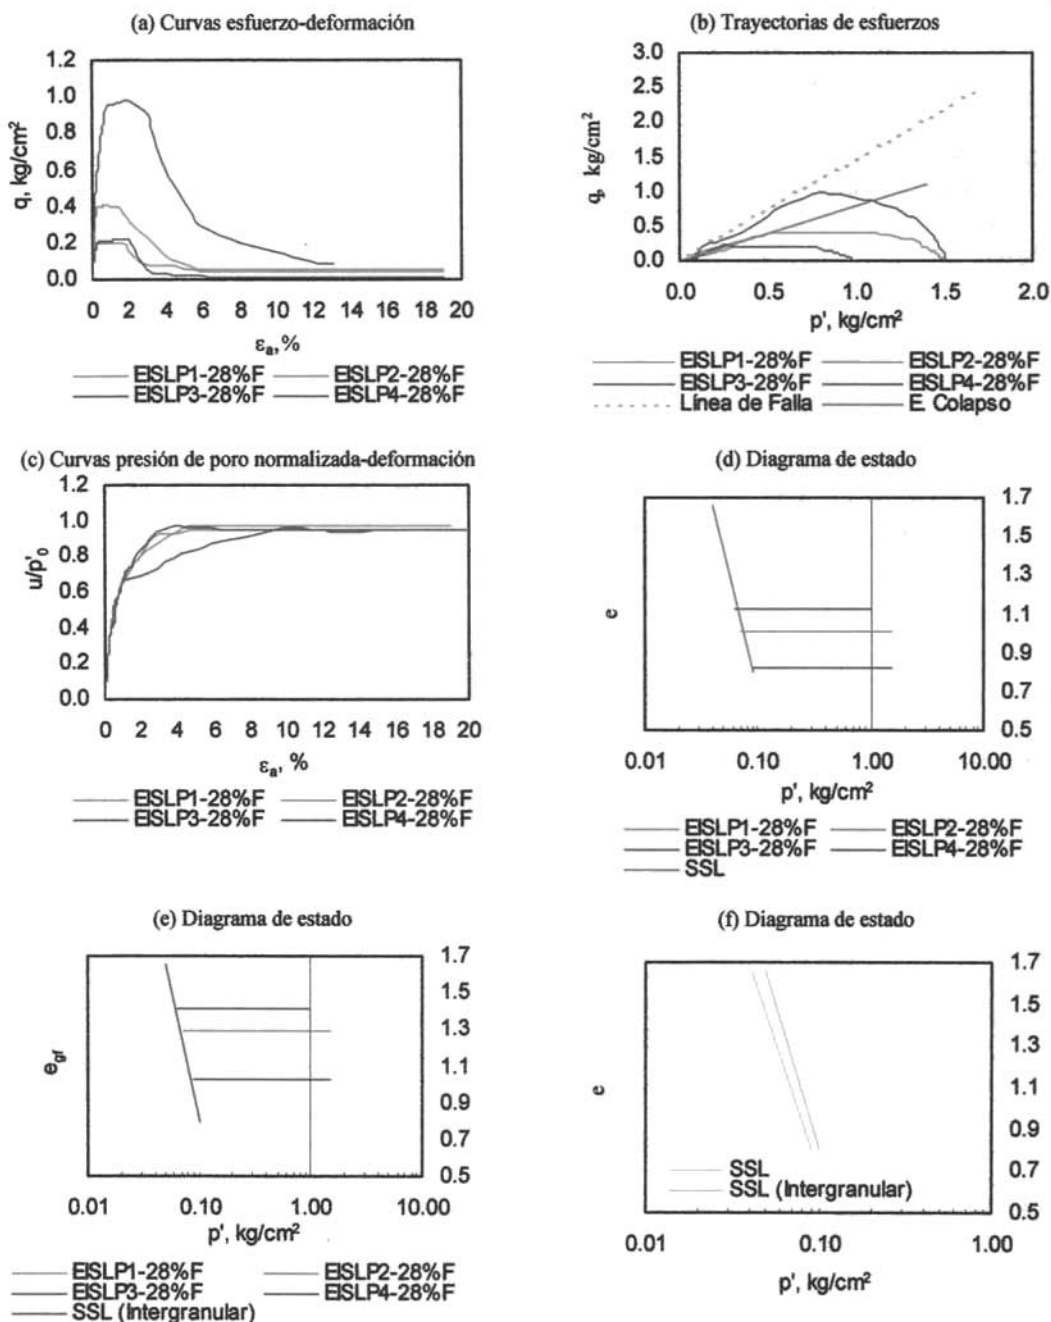 (a) Curvas esfuerzo-deformación
1.2
1.0
0.8
0.6
0.4
0.2
0.0
q, kg/cm²
0 2 4 6 8 10 12 14 16 18 20
εa, %
EISLP1-28%F EISLP2-28%F
EISLP3-28%F EISLP4-28%F
(b) Trayectorias de esfuerzos
3.0
2.5
2.0
1.5
1.0
0.5
0.0
q, kg/cm²
0.0 0.5 1.0 1.5 2.0
p', kg/cm²
EISLP1-28%F EISLP2-28%F
EISLP3-28%F EISLP4-28%F
Línea de Falla E. Colapso
(c) Curvas presión de poro normalizada-deformación
1.2
1.0
0.8
0.6
0.4
0.2
0.0
u/p'0
0 2 4 6 8 10 12 14 16 18 20
εa, %
EISLP1-28%F EISLP2-28%F
EISLP3-28%F EISLP4-28%F
(d) Diagrama de estado
1.7
1.5
1.3
1.1
0.9
0.7
0.5
e
0.01 0.10 1.00 10.00
p', kg/cm²
EISLP1-28%F EISLP2-28%F
EISLP3-28%F EISLP4-28%F
SSL
(e) Diagrama de estado
1.7
1.5
1.3
1.1
0.9
0.7
0.5
egf
0.01 0.10 1.00 10.00
p', kg/cm²
EISLP1-28%F EISLP2-28%F
EISLP3-28%F EISLP4-28%F
SSL (Intergranular)
(f) Diagrama de estado
1.7
1.5
1.3
1.1
0.9
0.7
0.5
e
SSL
SSL (Intergranular)
0.01 0.10 1.00
p', kg/cm²